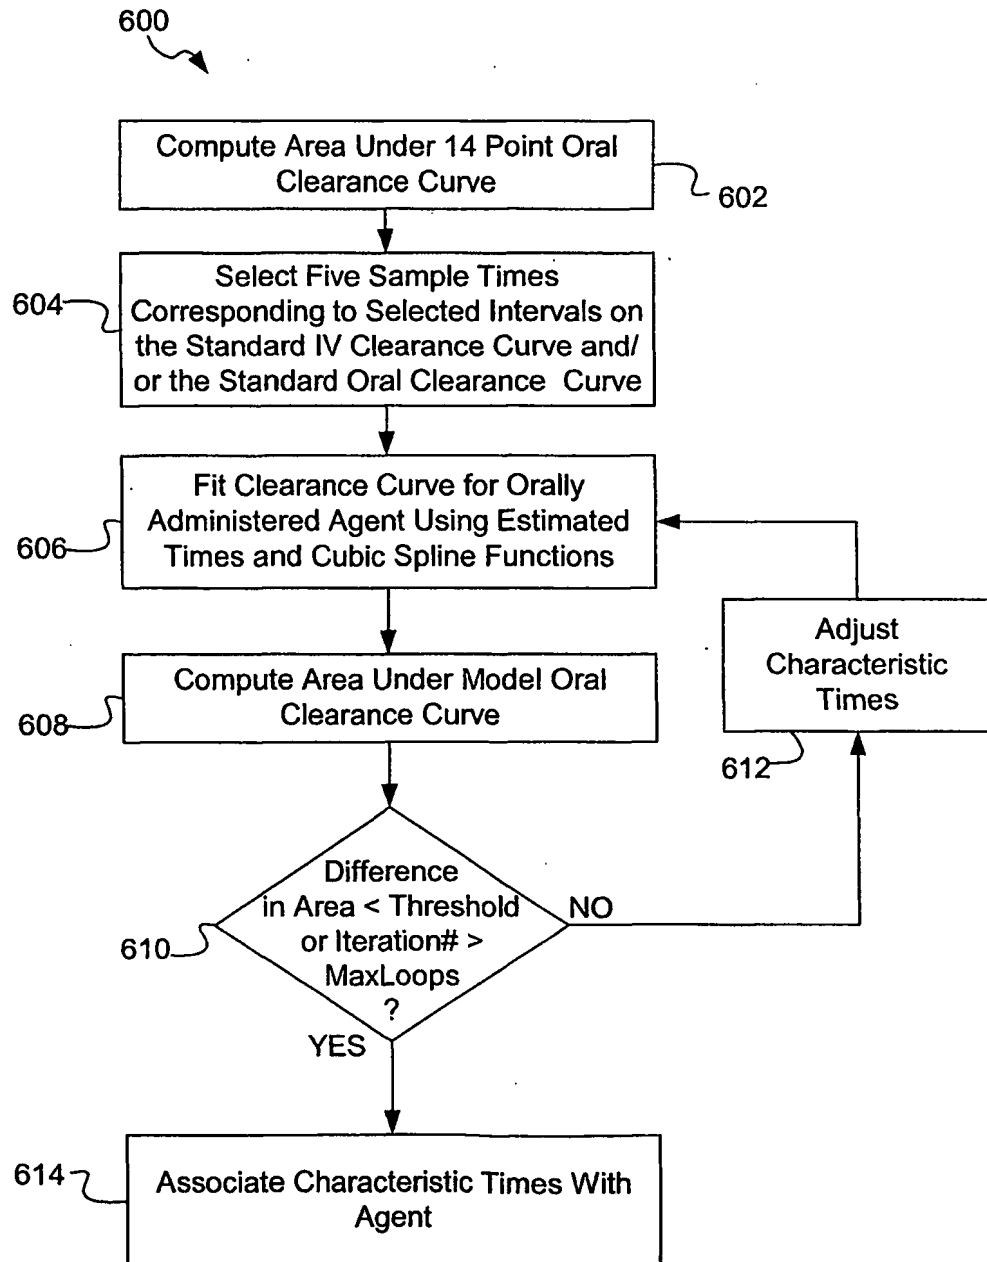 600
Compute Area Under 14 Point Oral
Clearance Curve
602
Select Five Sample Times
Corresponding to Selected Intervals on
the Standard IV Clearance Curve and/
or the Standard Oral Clearance Curve
604
Fit Clearance Curve for Orally
Administered Agent Using Estimated
Times and Cubic Spline Functions
606
Adjust
Characteristic
Times
612
Compute Area Under Model Oral
Clearance Curve
608
Difference
in Area < Threshold
or Iteration# >
MaxLoops
?
610
NO
YES
Associate Characteristic Times With
Agent
614